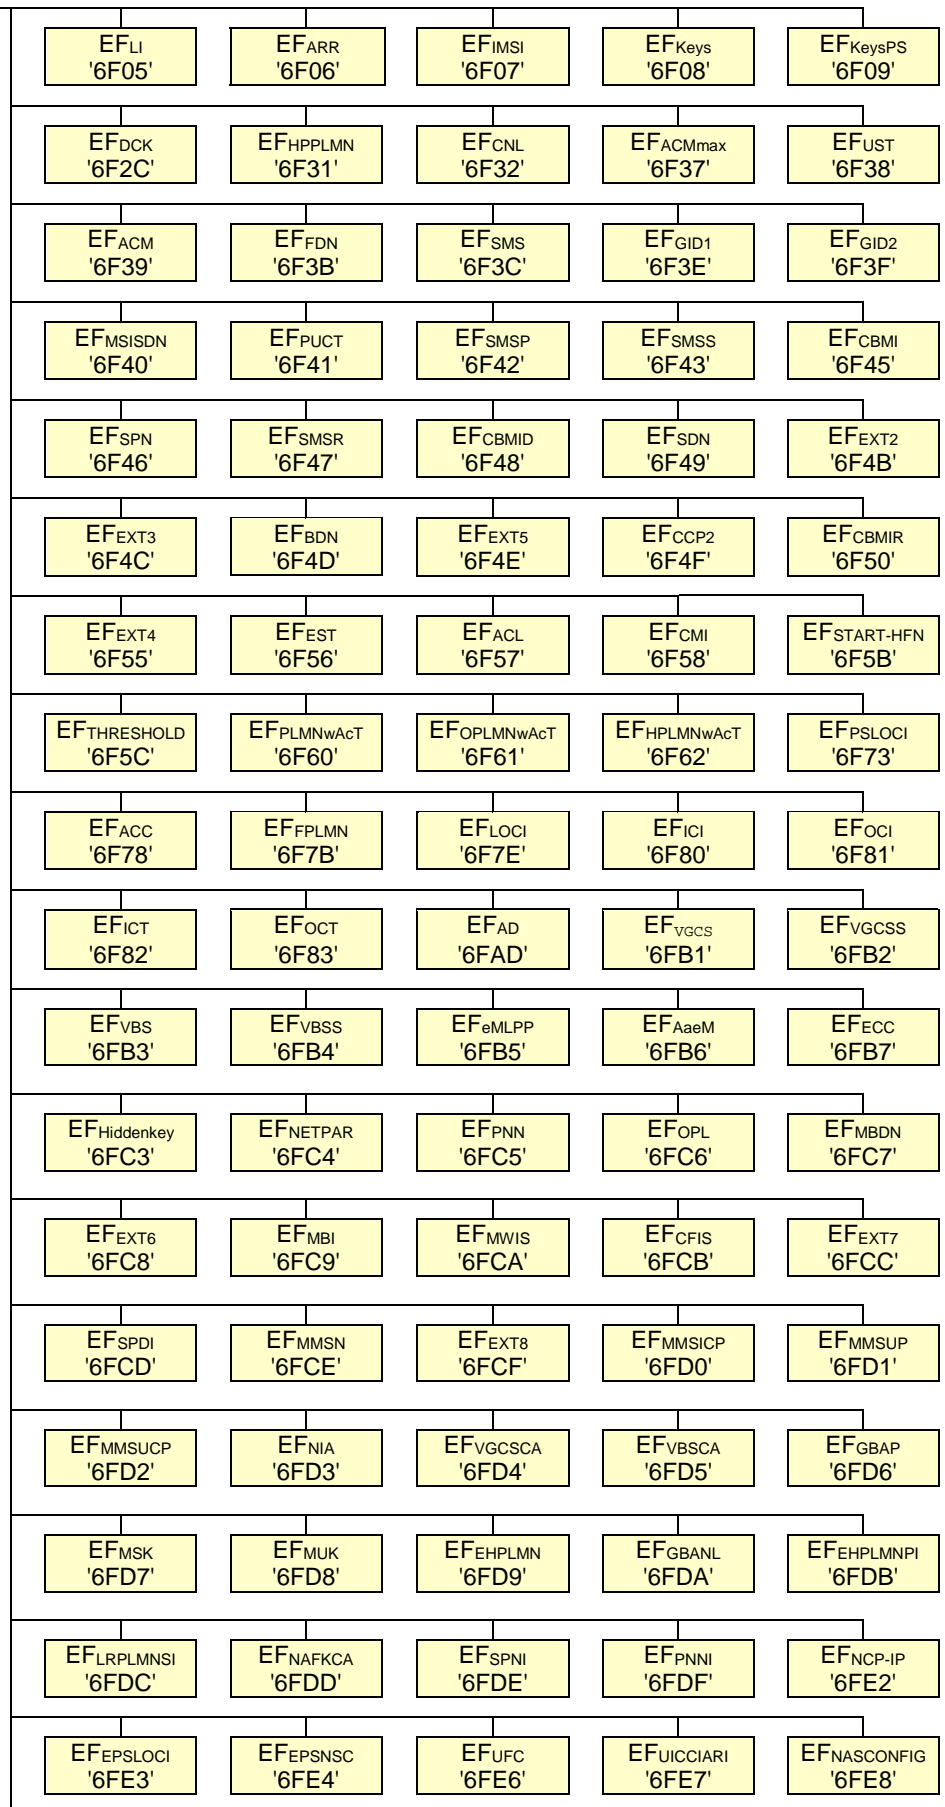 EFLI EFARR EFIMSI EFKeys EFKeysPS
'6F05' '6F06' '6F07' '6F08' '6F09'
EFDCK EFHPPLMN EFCNL EFACMmax EFUST
'6F2C' '6F31' '6F32' '6F37' '6F38'
EFACM EFFDN EFSMS EFGID1 EFGID2
'6F39' '6F3B' '6F3C' '6F3E' '6F3F'
EFMSISDN EFPUCT EFSMSP EFSMSS EFCBMI
'6F40' '6F41' '6F42' '6F43' '6F45'
EFSPN EFSMSR EFCBMID EFSDN EFEXT2
'6F46' '6F47' '6F48' '6F49' '6F4B'
EFEXT3 EFBDN EFEXT5 EFCCP2 EFCBMIR
'6F4C' '6F4D' '6F4E' '6F4F' '6F50'
EFEXT4 EFEST EFACL EFCMI EFSTART-HFN
'6F55' '6F56' '6F57' '6F58' '6F5B'
EFTHRESHOLD EFPLMNwAcT EFOPLMNwAcT EFHPLMNwAcT EFPSLOCI
'6F5C' '6F60' '6F61' '6F62' '6F73'
EFACC EFFPLMN EFLOCI EFICI EFOCI
'6F78' '6F7B' '6F7E' '6F80' '6F81'
EFICT EFOCT EFAD EFVGCS EFVGCSS
'6F82' '6F83' '6FAD' '6FB1' '6FB2'
EFVBS EFVBSS EFeMLPP EFAaeM EFECC
'6FB3' '6FB4' '6FB5' '6FB6' '6FB7'
EFHiddenkey EFNETPAR EFPNN EFOPL EFMBDN
'6FC3' '6FC4' '6FC5' '6FC6' '6FC7'
EFEXT6 EFMBI EFMWIS EFCFIS EFEXT7
'6FC8' '6FC9' '6FCA' '6FCB' '6FCC'
EFSPDI EFMMSN EFEXT8 EFMMSICP EFMMSUP
'6FCD' '6FCE' '6FCF' '6FD0' '6FD1'
EFMMSUCP EFNIA EFVGCSCA EFVBSCA EFGBAP
'6FD2' '6FD3' '6FD4' '6FD5' '6FD6'
EFMSK EFMUK EFEHPLMN EFGBANL EFEHPLMNPI
'6FD7' '6FD8' '6FD9' '6FDA' '6FDB'
EFLRPLMNSI EFNAFKCA EFSPNI EFPNNI EFNCP-IP
'6FDC' '6FDD' '6FDE' '6FDF' '6FE2'
EFEPSLOCI EFEPSNSC EFUFC EFUICCIARI EFNASCONFIG
'6FE3' '6FE4' '6FE6' '6FE7' '6FE8'